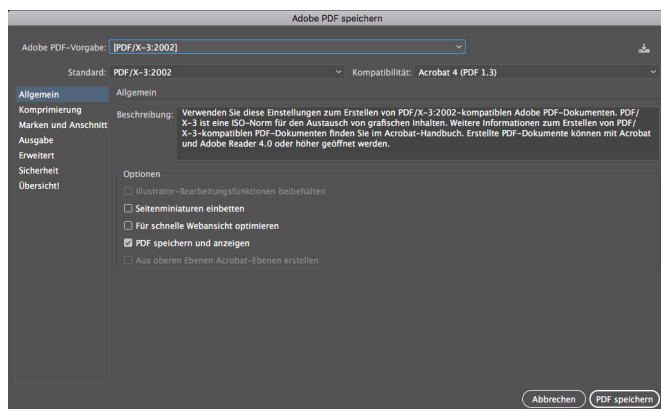 Adobe PDF speichern
Adobe PDF-Vorgabe: [PDF/X-3:2002]
Standard: PDF/X-3:2002 Kompatibilität: Acrobat 4 (PDF 1.3)
Allgemein
Komprimierung
Marken und Anschnitt
Ausgabe
Erweitert
Sicherheit
Übersicht!
Allgemein
Beschreibung: Verwenden Sie diese Einstellungen zum Erstellen von PDF/X-3:2002-kompatiblen Adobe PDF-Dokumenten. PDF/
X-3 ist eine ISO-Norm für den Austausch von grafischen Inhalten. Weitere Informationen zum Erstellen von PDF/
X-3-kompatiblen PDF-Dokumenten finden Sie im Acrobat-Handbuch. Erstellte PDF-Dokumente können mit Acrobat
und Adobe Reader 4.0 oder höher geöffnet werden.
Optionen
Illustrator-Bearbeitungsfunktionen beibehalten
Seitenminiaturen einbetten
Für schnelle Webansicht optimieren
PDF speichern und anzeigen
Aus oberen Ebenen Acrobat-Ebenen erstellen
Abbrechen PDF speichern